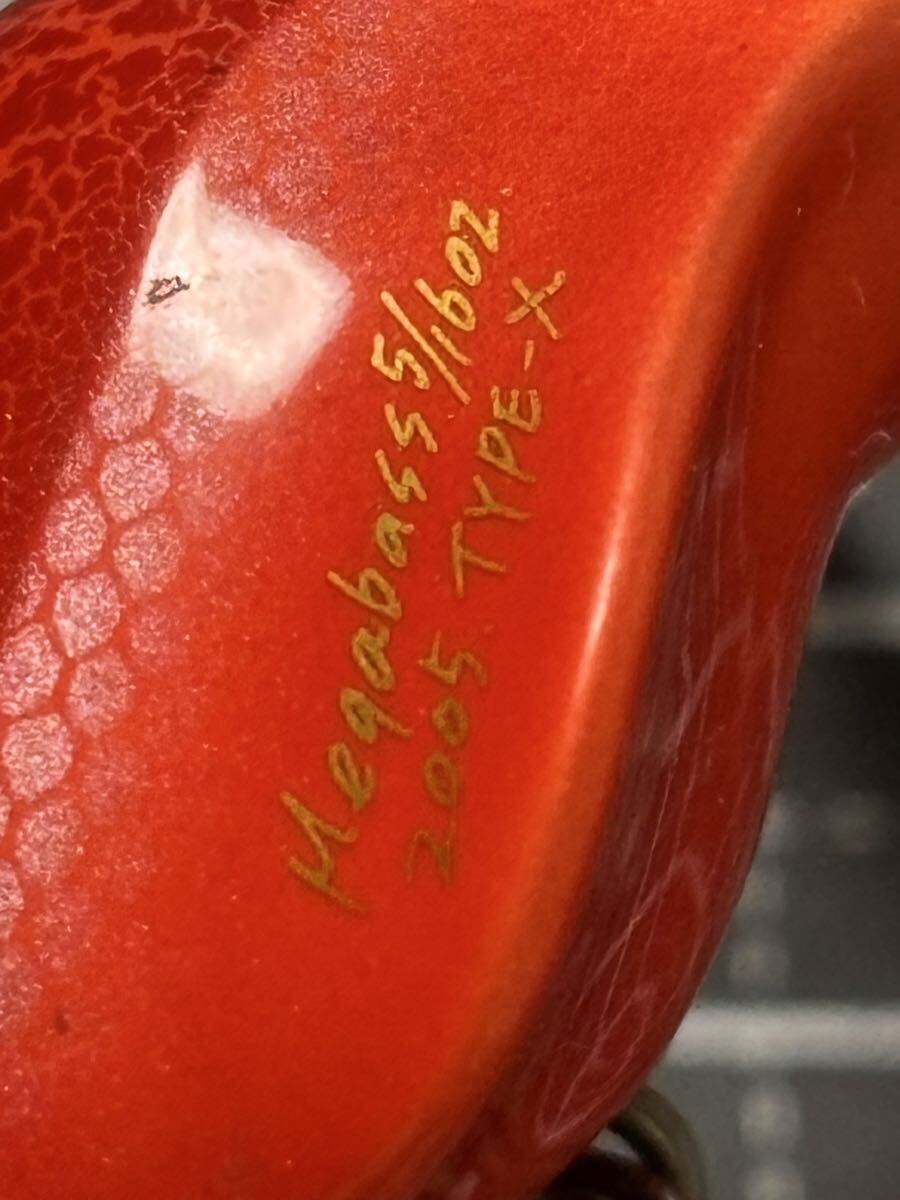 Megabass 5/16oz
2005 TYPE-X